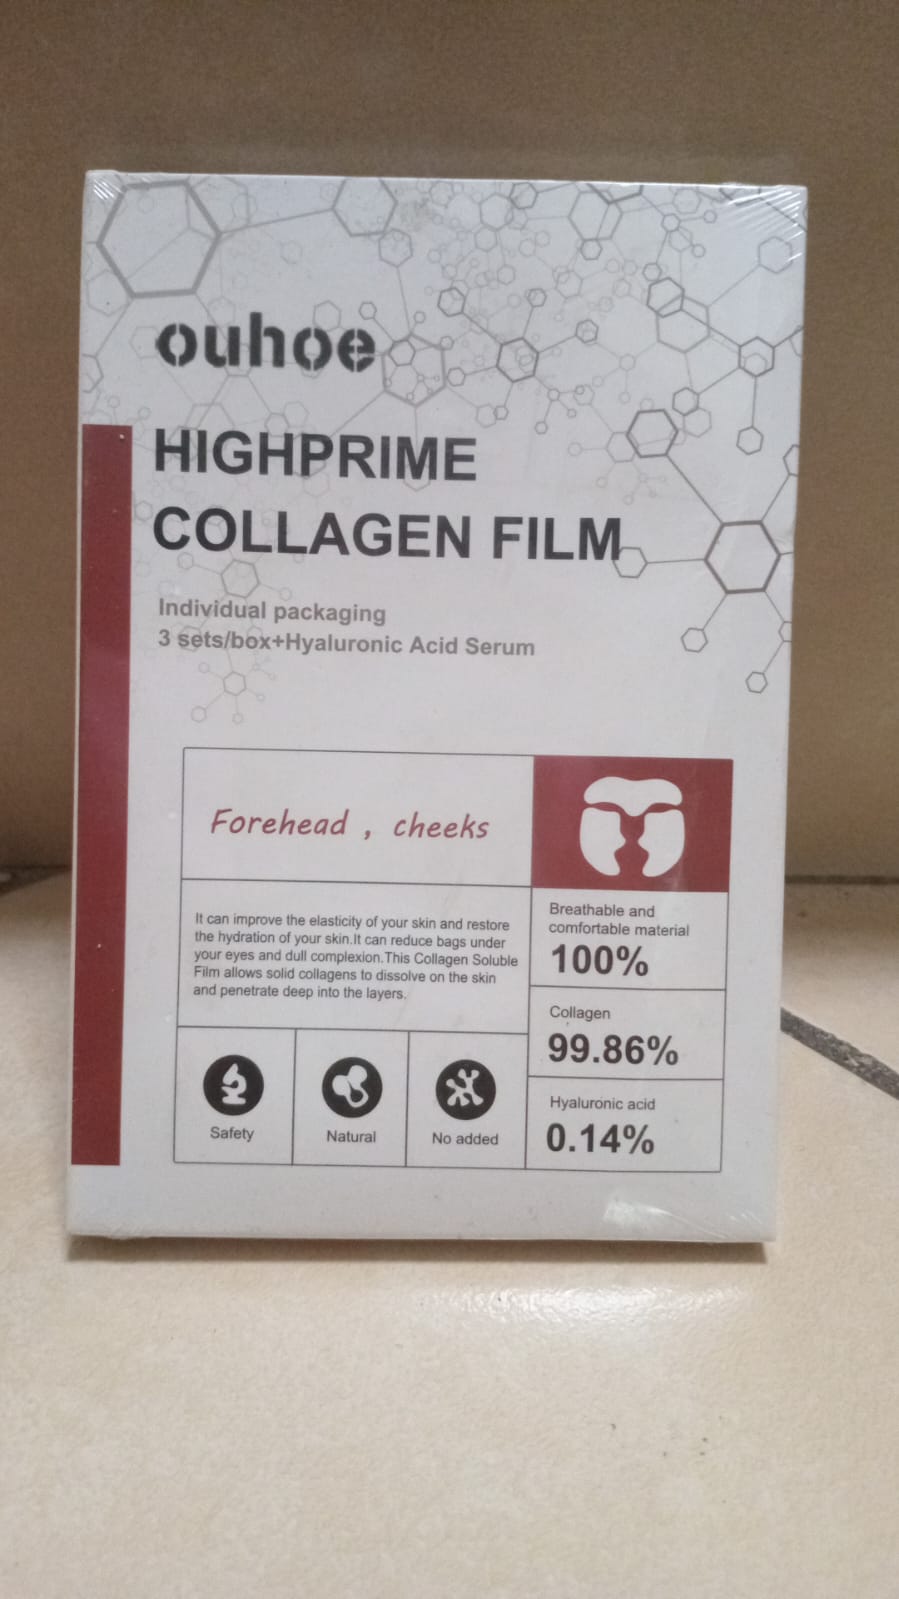 ouhoe
HIGHPRIME
COLLAGEN FILM
Individual packaging
3 sets/box+Hyaluronic Acid Serum
Forehead , cheeks
It can improve the elasticity of your skin and restore
the hydration of your skin.It can reduce bags under
your eyes and dull complexion.This Collagen Soluble
Film allows solid collagens to dissolve on the skin
and penetrate deep into the layers.
Breathable and
comfortable material
100%
Collagen
99.86%
Hyaluronic acid
0.14%
Safety
Natural
No added